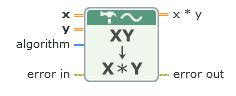 x x * y
y
XY
algorithm
X*Y
error in error out